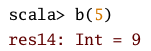 scala> b(5)
res14: Int = 9